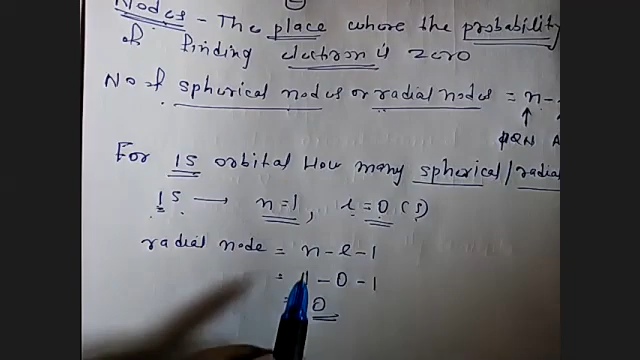 Nodes - The place where the probability
of finding electron is zero
No of spherical nodes or radial nodes = n -
PQN A
For 1S orbital How many spherical/radial
1S → n=1, l=0 (s)
radial node = n - l - 1
= 1 - 0 - 1
= 0